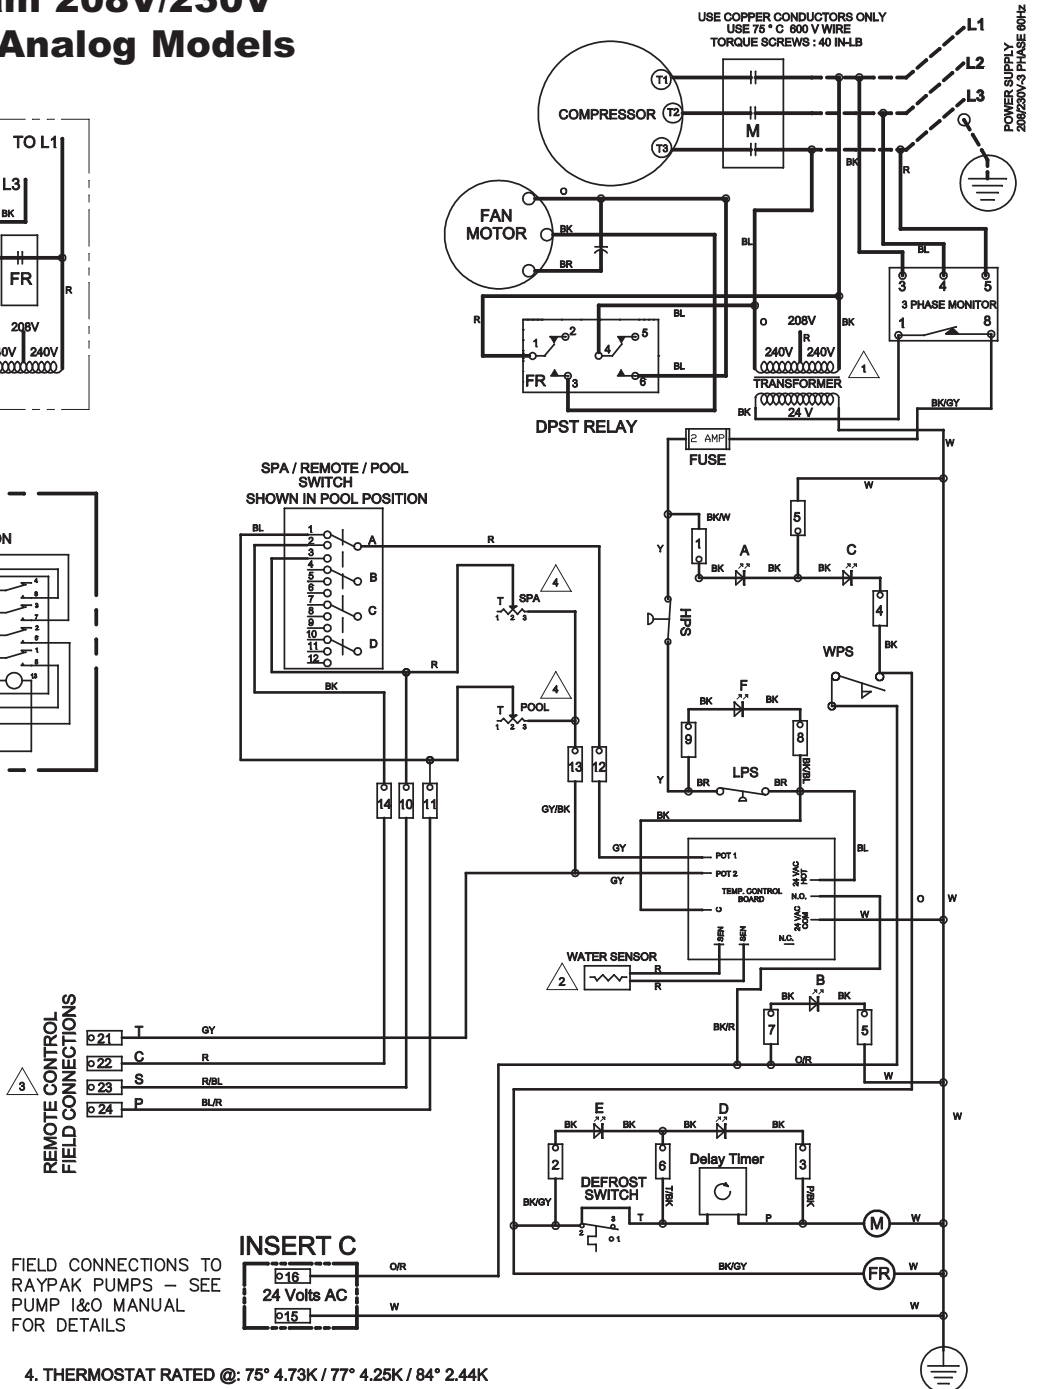 208V/230V
Analog Models
USE COPPER CONDUCTORS ONLY
USE 75 ° C 600 V WIRE
TORQUE SCREWS : 40 IN-LB
L1
L2
L3
POWER SUPPLY
208/230V-3 PHASE 60Hz
COMPRESSOR
T1
T2
T3
M
BK
R
TO L1
L3
BK
FR
R
208V
240V
FAN
MOTOR
O
BK
BR
BL
BL
3 4 5
3 PHASE MONITOR
1 8
R
BL
BL
1 2 3 4 5 6
FR
DPST RELAY
O
208V
R
BK
240V 240V
TRANSFORMER
24 V
BK
1
BK/GY
W
2 AMP
FUSE
SPA / REMOTE / POOL
SWITCH
SHOWN IN POOL POSITION
BL
1
2
3
4
5
6
7
8
9
10
11
12
A
B
C
D
R
R
BK
T
SPA
1 2 3
4
T
POOL
1 2 3
4
14
10
11
13
12
GY/BK
GY
GY
BK/W
1
Y
A
BK
BK
5
W
C
BK
4
BK
HPS
WPS
F
BK
BK
9
8
BK/BL
Y
BR
LPS
BR
BK
BL
POT 1
POT 2
TEMP. CONTROL
BOARD
C
24 VAC
HOT
N.O.
24 VAC
COM
N.C.
SEN
SEN
W
O
W
WATER SENSOR
2
R
R
BK/R
B
BK
BK
7
5
O/R
W
W
REMOTE CONTROL
FIELD CONNECTIONS
3
21 T GY
22 C R
23 S R/BL
24 P BL/R
E
D
BK
BK
BK
BK
2
6
3
Delay Timer
DEFROST
SWITCH
BK/GY
T/BK
P/BK
2
3
1
T
P
M
W
BK/GY
FR
W
INSERT C
16
24 Volts AC
15
O/R
W
W
FIELD CONNECTIONS TO
RAYPAK PUMPS – SEE
PUMP I&O MANUAL
FOR DETAILS
4. THERMOSTAT RATED @: 75° 4.73K / 77° 4.25K / 84° 2.44K